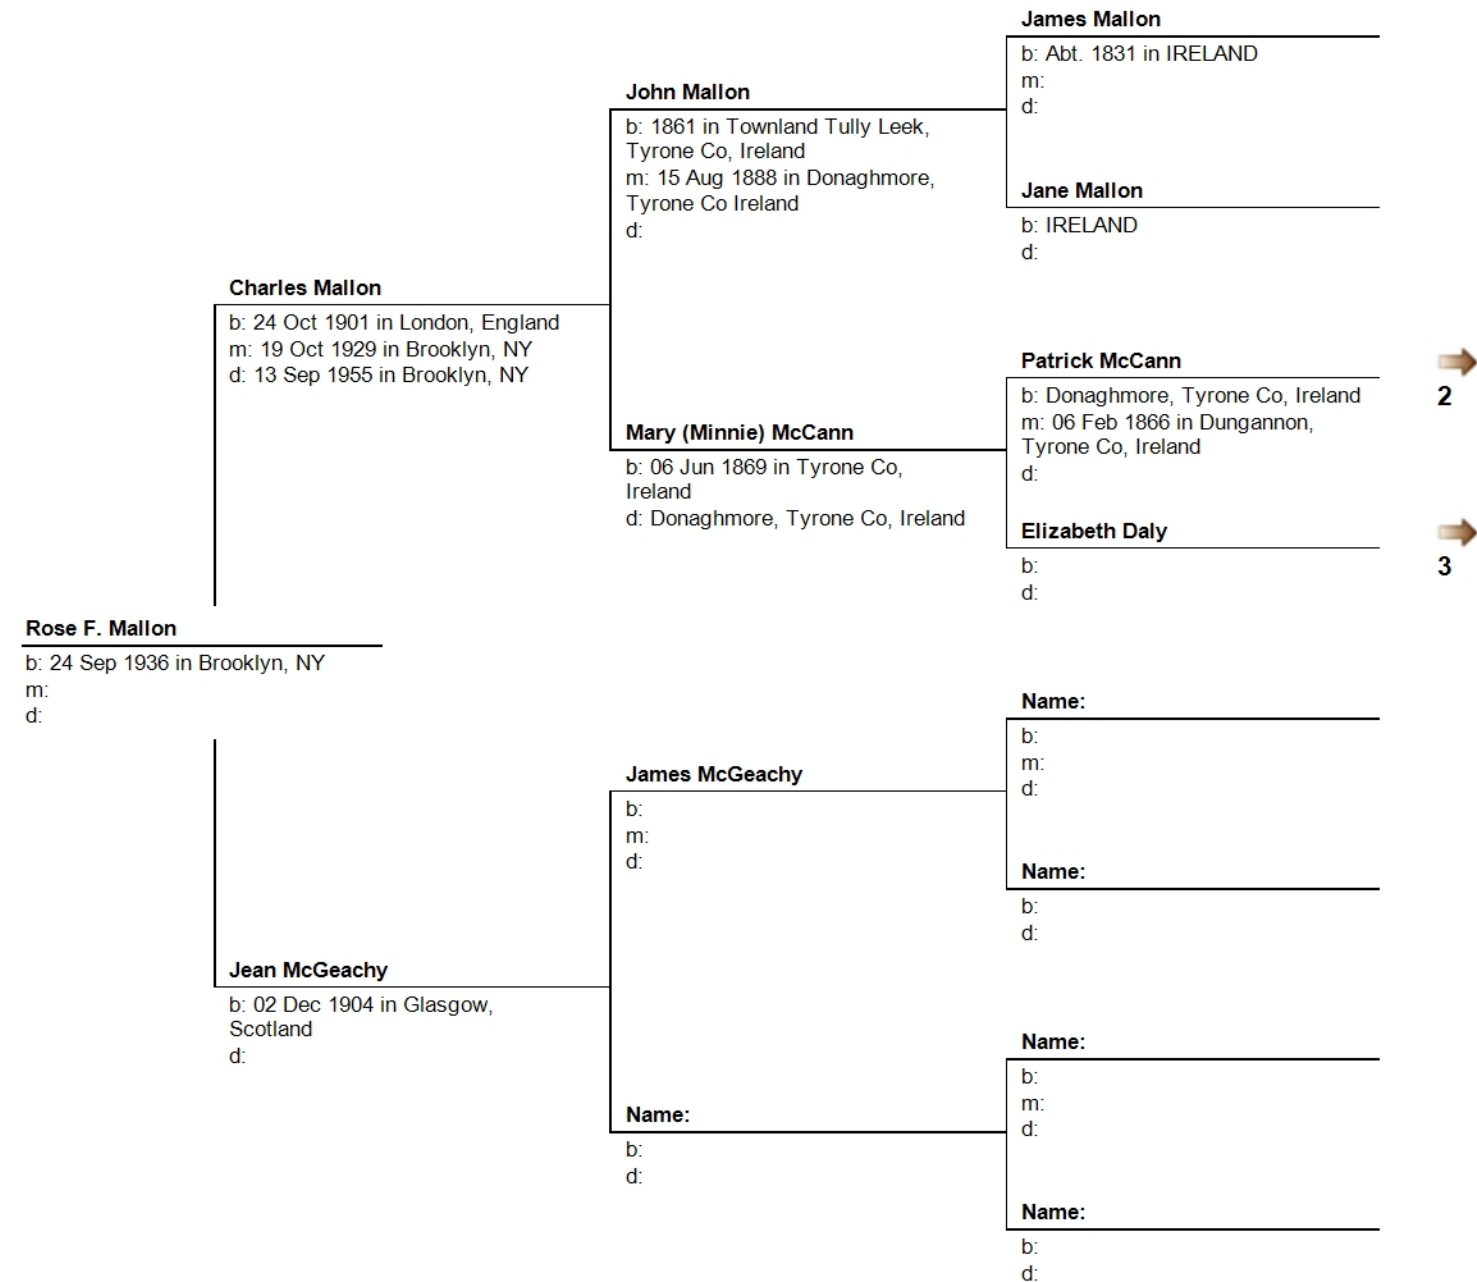 James Mallon
b: Abt. 1831 in IRELAND
m:
d:
John Mallon
b: 1861 in Townland Tully Leek,
Tyrone Co, Ireland
m: 15 Aug 1888 in Donaghmore,
Tyrone Co Ireland
d:
Jane Mallon
b: IRELAND
d:
Charles Mallon
b: 24 Oct 1901 in London, England
m: 19 Oct 1929 in Brooklyn, NY
d: 13 Sep 1955 in Brooklyn, NY
Patrick McCann
b: Donaghmore, Tyrone Co, Ireland
m: 06 Feb 1866 in Dungannon,
Tyrone Co, Ireland
d:
2
Mary (Minnie) McCann
b: 06 Jun 1869 in Tyrone Co,
Ireland
d: Donaghmore, Tyrone Co, Ireland
Elizabeth Daly
b:
d:
3
Rose F. Mallon
b: 24 Sep 1936 in Brooklyn, NY
m:
d:
Name:
b:
m:
d:
James McGeachy
b:
m:
d:
Name:
b:
d:
Jean McGeachy
b: 02 Dec 1904 in Glasgow,
Scotland
d:
Name:
b:
m:
d:
Name:
b:
d:
Name:
b:
d: